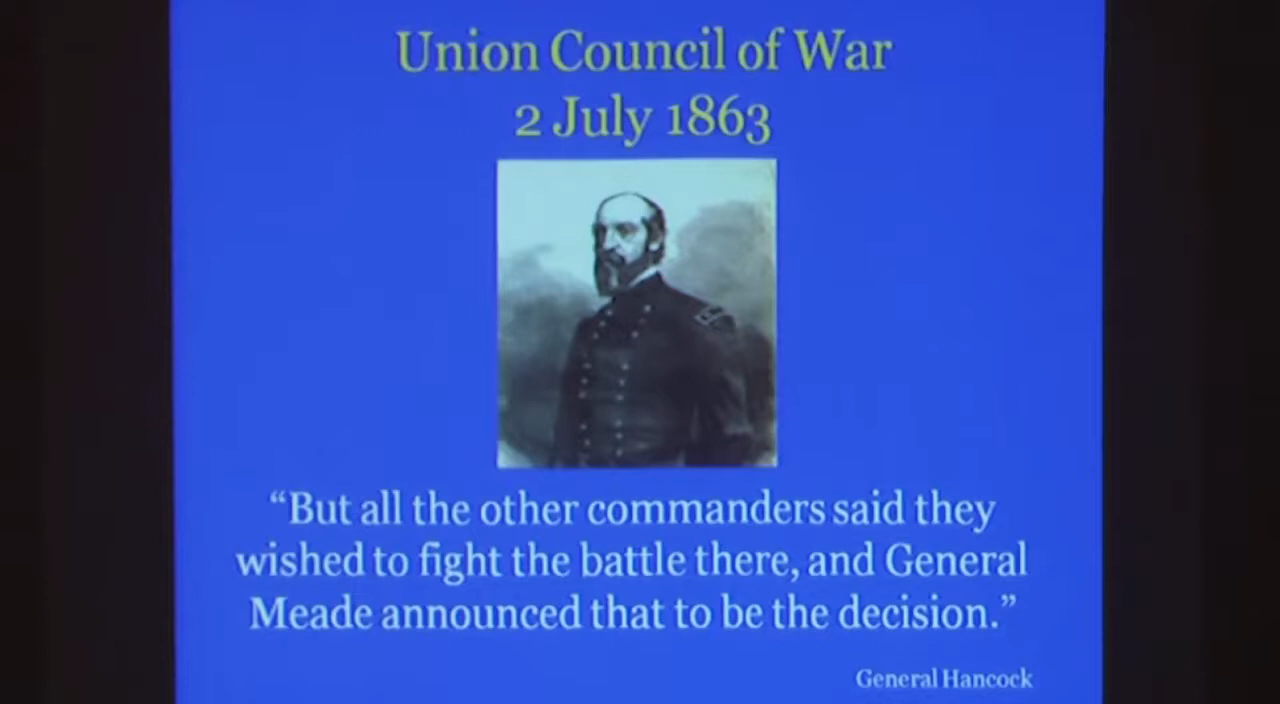 Union Council of War
2 July 1863
“But all the other commanders said they
wished to fight the battle there, and General
Meade announced that to be the decision.”
General Hancock